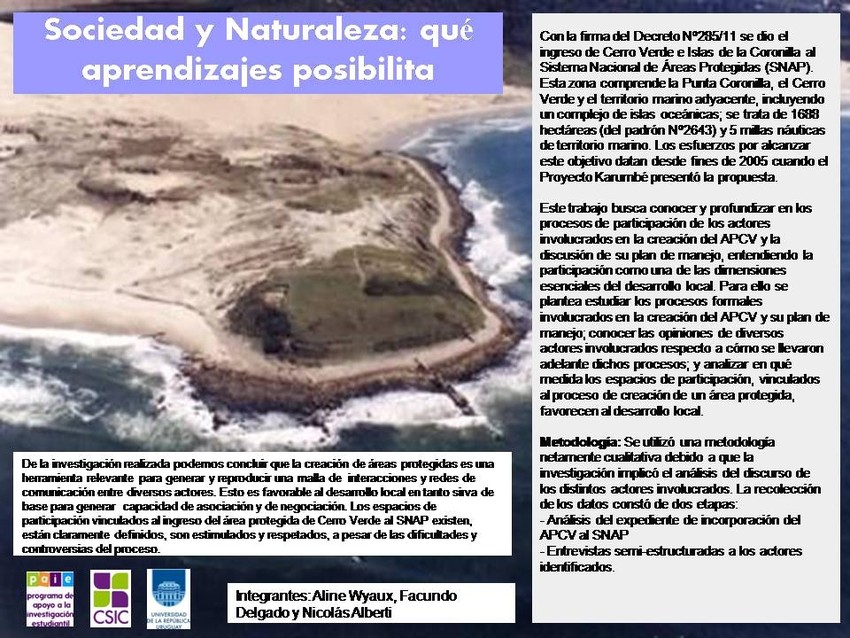 Sociedad y Naturaleza: qué
aprendizajes posibilita
Con la firma del Decreto Nº285/11 se dio el
ingreso de Cerro Verde e Islas de la Coronilla al
Sistema Nacional de Áreas Protegidas (SNAP).
Esta zona comprende la Punta Coronilla, el Cerro
Verde y el territorio marino adyacente, incluyendo
un complejo de islas oceánicas; se trata de 1688
hectáreas (del padrón Nº2643) y 5 millas náuticas
de territorio marino. Los esfuerzos por alcanzar
este objetivo datan desde fines de 2005 cuando el
Proyecto Karumbé presentó la propuesta.
Este trabajo busca conocer y profundizar en los
procesos de participación de los actores
involucrados en la creación del APCV y la
discusión de su plan de manejo, entendiendo la
participación como una de las dimensiones
esenciales del desarrollo local. Para ello se
plantea estudiar los procesos formales
involucrados en la creación del APCV y su plan de
manejo; conocer las opiniones de diversos
actores involucrados respecto a cómo se llevaron
adelante dichos procesos; y analizar en qué
medida los espacios de participación, vinculados
al proceso de creación de un área protegida,
favorecen al desarrollo local.
Metodología: Se utilizó una metodología
netamente cualitativa debido a que la
investigación implicó el análisis del discurso de
los distintos actores involucrados. La recolección
de los datos constó de dos etapas:
- Análisis del expediente de incorporación del
APCV al SNAP
- Entrevistas semi-estructuradas a los actores
identificados.
De la investigación realizada podemos concluir que la creación de áreas protegidas es una
herramienta relevante para generar y reproducir una malla de interacciones y redes de
comunicación entre diversos actores. Esto es favorable al desarrollo local en tanto sirva de
base para generar capacidad de asociación y de negociación. Los espacios de
participación vinculados al ingreso del área protegida de Cerro Verde al SNAP existen,
están claramente definidos, son estimulados y respetados, a pesar de las dificultades y
controversias del proceso.
paie
programa de
apoyo a la
investigación
estudiantil
CSIC
UNIVERSIDAD
DE LA REPÚBLICA
URUGUAY
Integrantes: Aline Wyaux, Facundo
Delgado y Nicolás Alberti